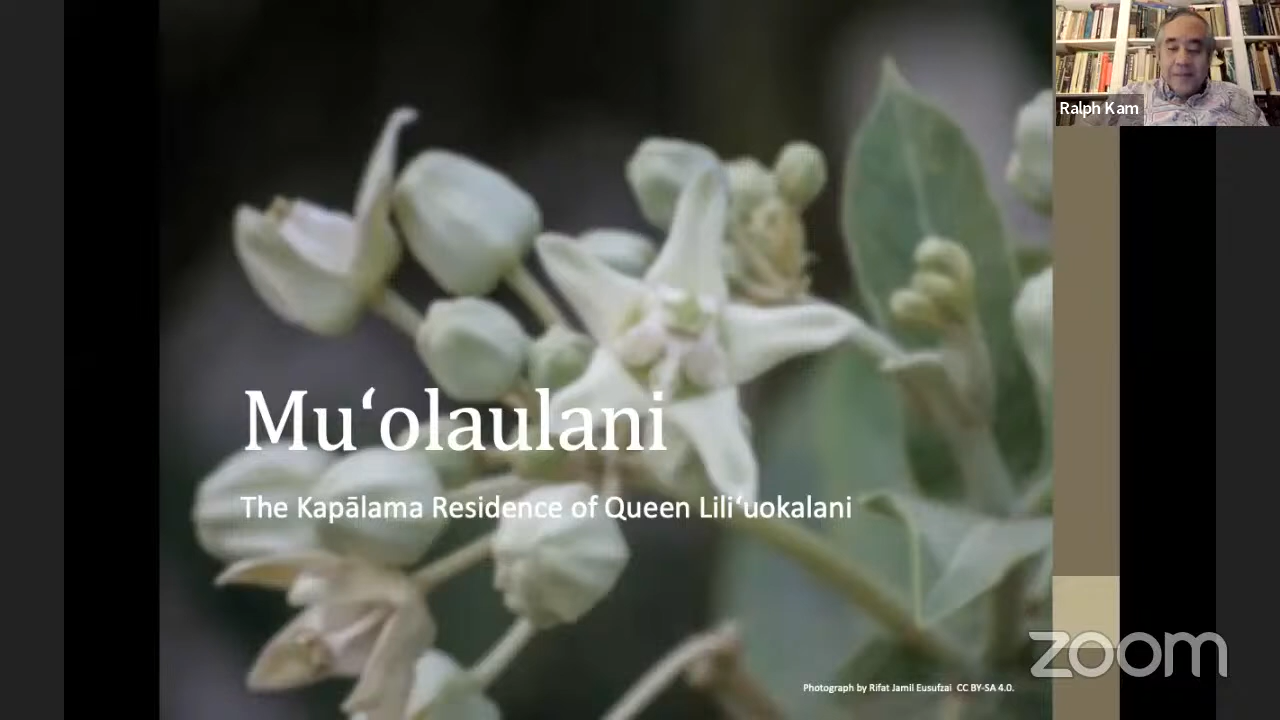 Ralph Kam
Muʻolaulani
The Kapālama Residence of Queen Liliʻuokalani
zoom
Photograph by Rifat Jamil Eusufzai CC BY-SA 4.0.